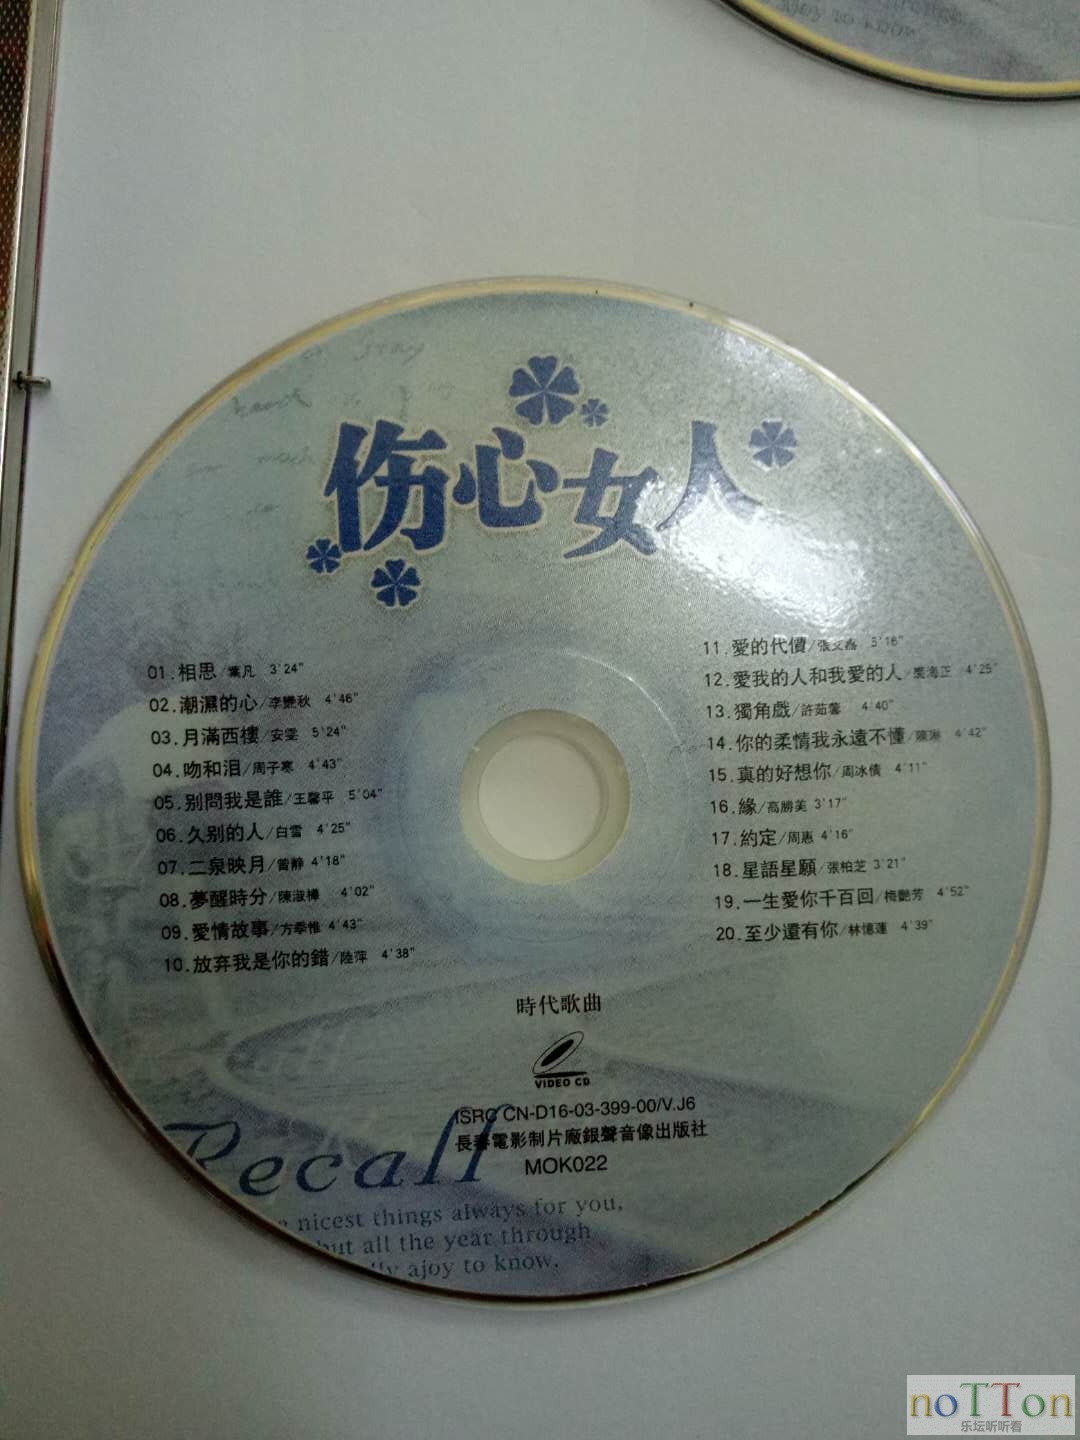 伤心女人
01.相思/葉凡 3'24"
02.潮濕的心/李艷秋 4'46"
03.月滿西樓/安雯 5'24"
04.吻和泪/周子寒 4'43"
05.别問我是誰/王馨平 5'04"
06.久别的人/白雪 4'25"
07.二泉映月/曾静 4'18"
08.夢醒時分/陳淑樺 4'02"
09.愛情故事/方季惟 4'43"
10.放弃我是你的錯/陸萍 4'38"
11.愛的代價/張艾嘉 5'16"
12.愛我的人和我愛的人/裘海正 4'25"
13.獨角戲/許茹蕓 4'40"
14.你的柔情我永遠不懂/陳琳 4'42"
15.真的好想你/周冰倩 4'11"
16.緣/高勝美 3'17"
17.約定/周惠 4'16"
18.星語星願/張柏芝 3'21"
19.一生愛你千百回/梅艷芳 4'52"
20.至少還有你/林憶蓮 4'39"
時代歌曲
VIDEO CD
ISRC CN-D16-03-399-00/V.J6
長春電影制片廠銀聲音像出版社
MOK022
Recall
nicest things always for you,
but all the year through
ajoy to know.
noTTon
乐坛听听看